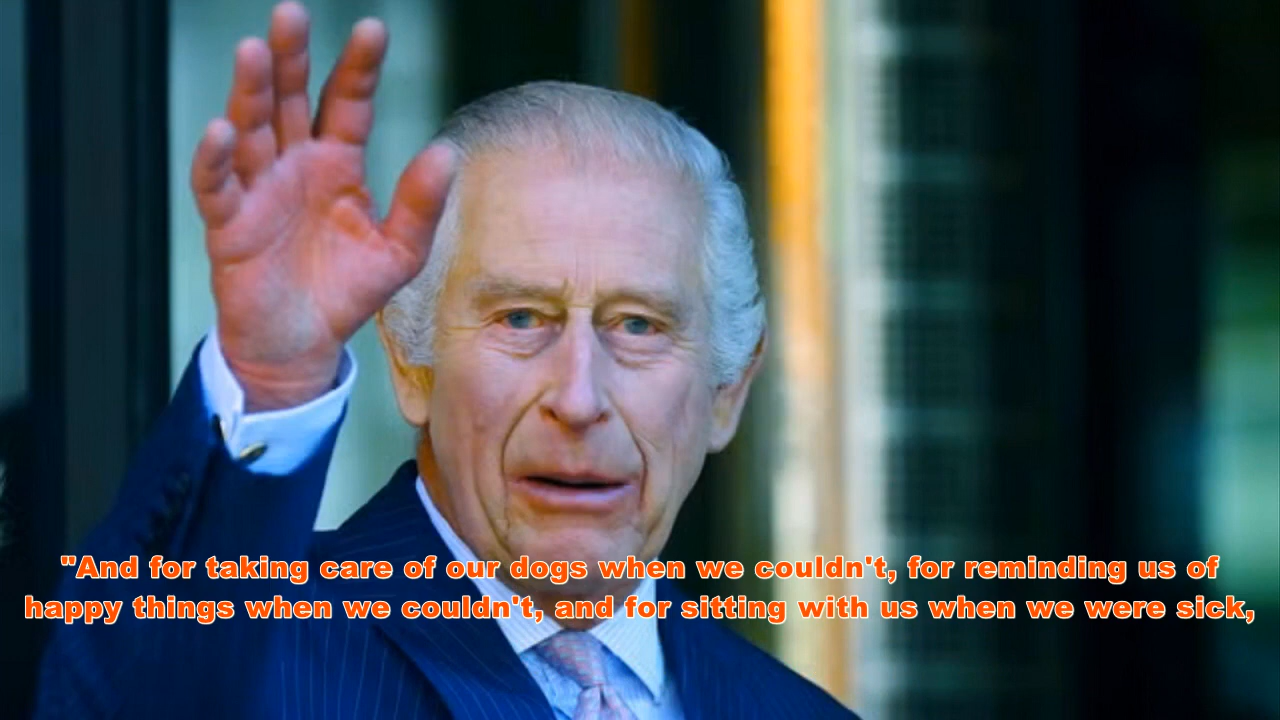 "And for taking care of our dogs when we couldn't, for reminding us of
happy things when we couldn't, and for sitting with us when we were sick,